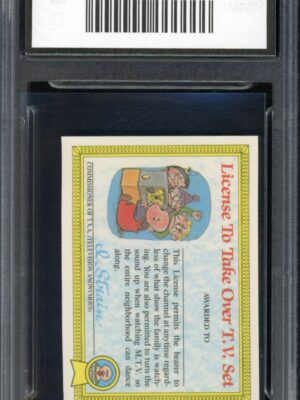 License To Take Over T.V. Set
AWARDED TO
This License permits the bearer to
change the channel at anytime regard-
less of what show the family is watch-
ing. You are also permitted to turn the
sound up when watching M.T.V. so
the entire neighborhood can dance
along.
I. Strain
COMMISSIONER OF T.V.A. (TELEVISION ANONYMOUS)